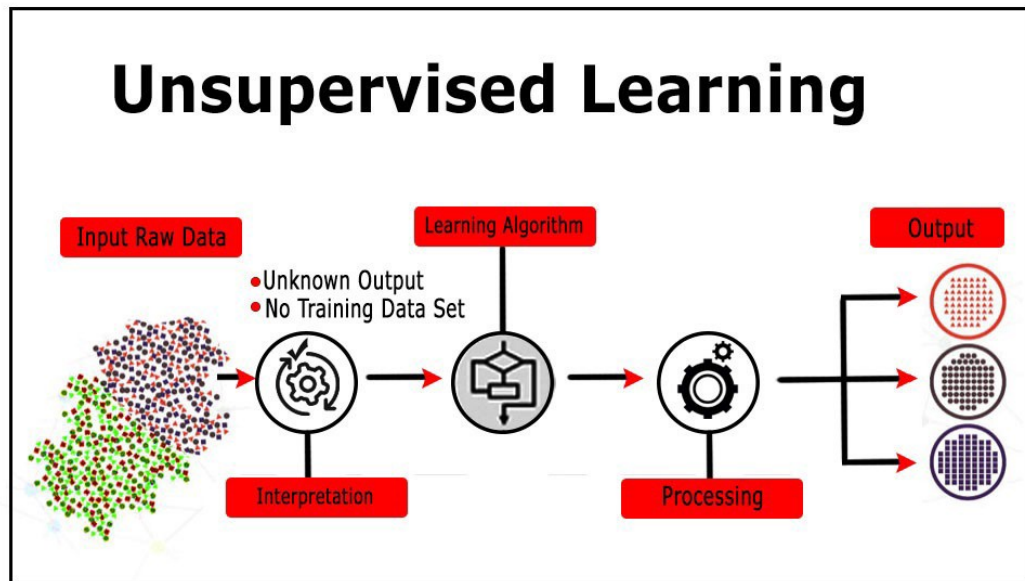 Unsupervised Learning
Input Raw Data
Learning Algorithm
Output
Unknown Output
No Training Data Set
Interpretation
Processing